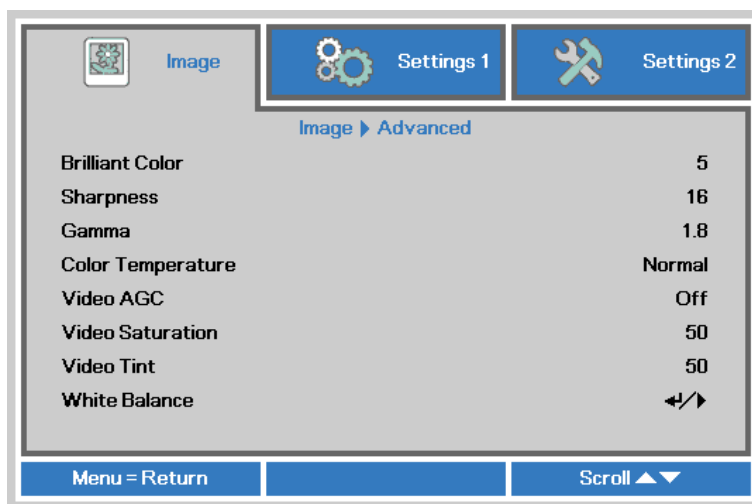 Image
Settings 1
Settings 2
Image ▶ Advanced
Brilliant Color 5
Sharpness 16
Gamma 1.8
Color Temperature Normal
Video AGC Off
Video Saturation 50
Video Tint 50
White Balance ↵/▶
Menu = Return
Scroll ▲▼